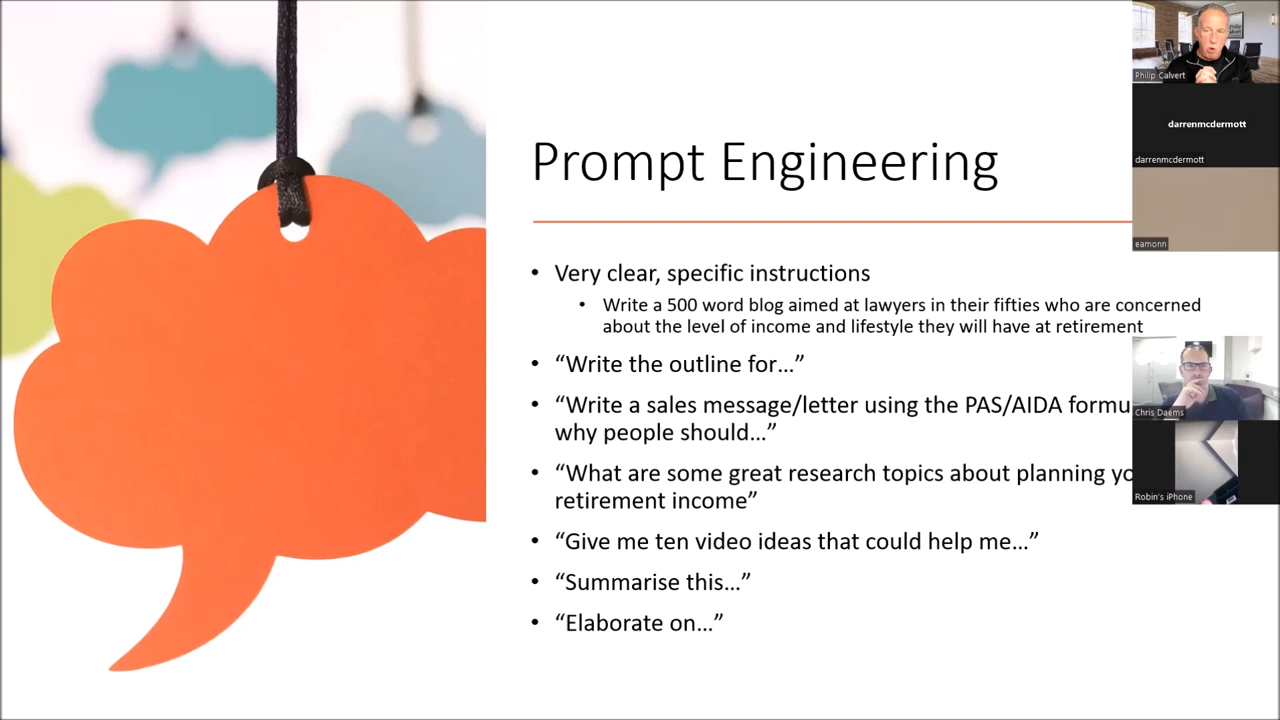 Prompt Engineering
• Very clear, specific instructions
• Write a 500 word blog aimed at lawyers in their fifties who are concerned
about the level of income and lifestyle they will have at retirement
• “Write the outline for…”
• “Write a sales message/letter using the PAS/AIDA
why people should…”
• “What are some great research topics about planning
retirement income”
• “Give me ten video ideas that could help me…”
• “Summarise this…”
• “Elaborate on…”
Philip Calvert
darrenmcdermott
darrenmcdermott
eamonn
Chris Daems
Robin's iPhone